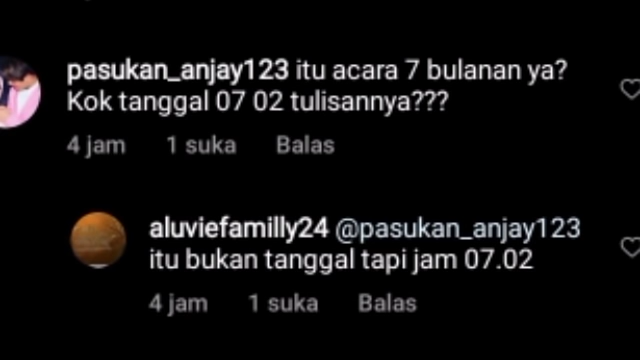 pasukan_anjay123 itu acara 7 bulanan ya?
Kok tanggal 07 02 tulisannya???
4 jam 1 suka Balas
aluviefamilly24 @pasukan_anjay123
itu bukan tanggal tapi jam 07.02
4 jam 1 suka Balas